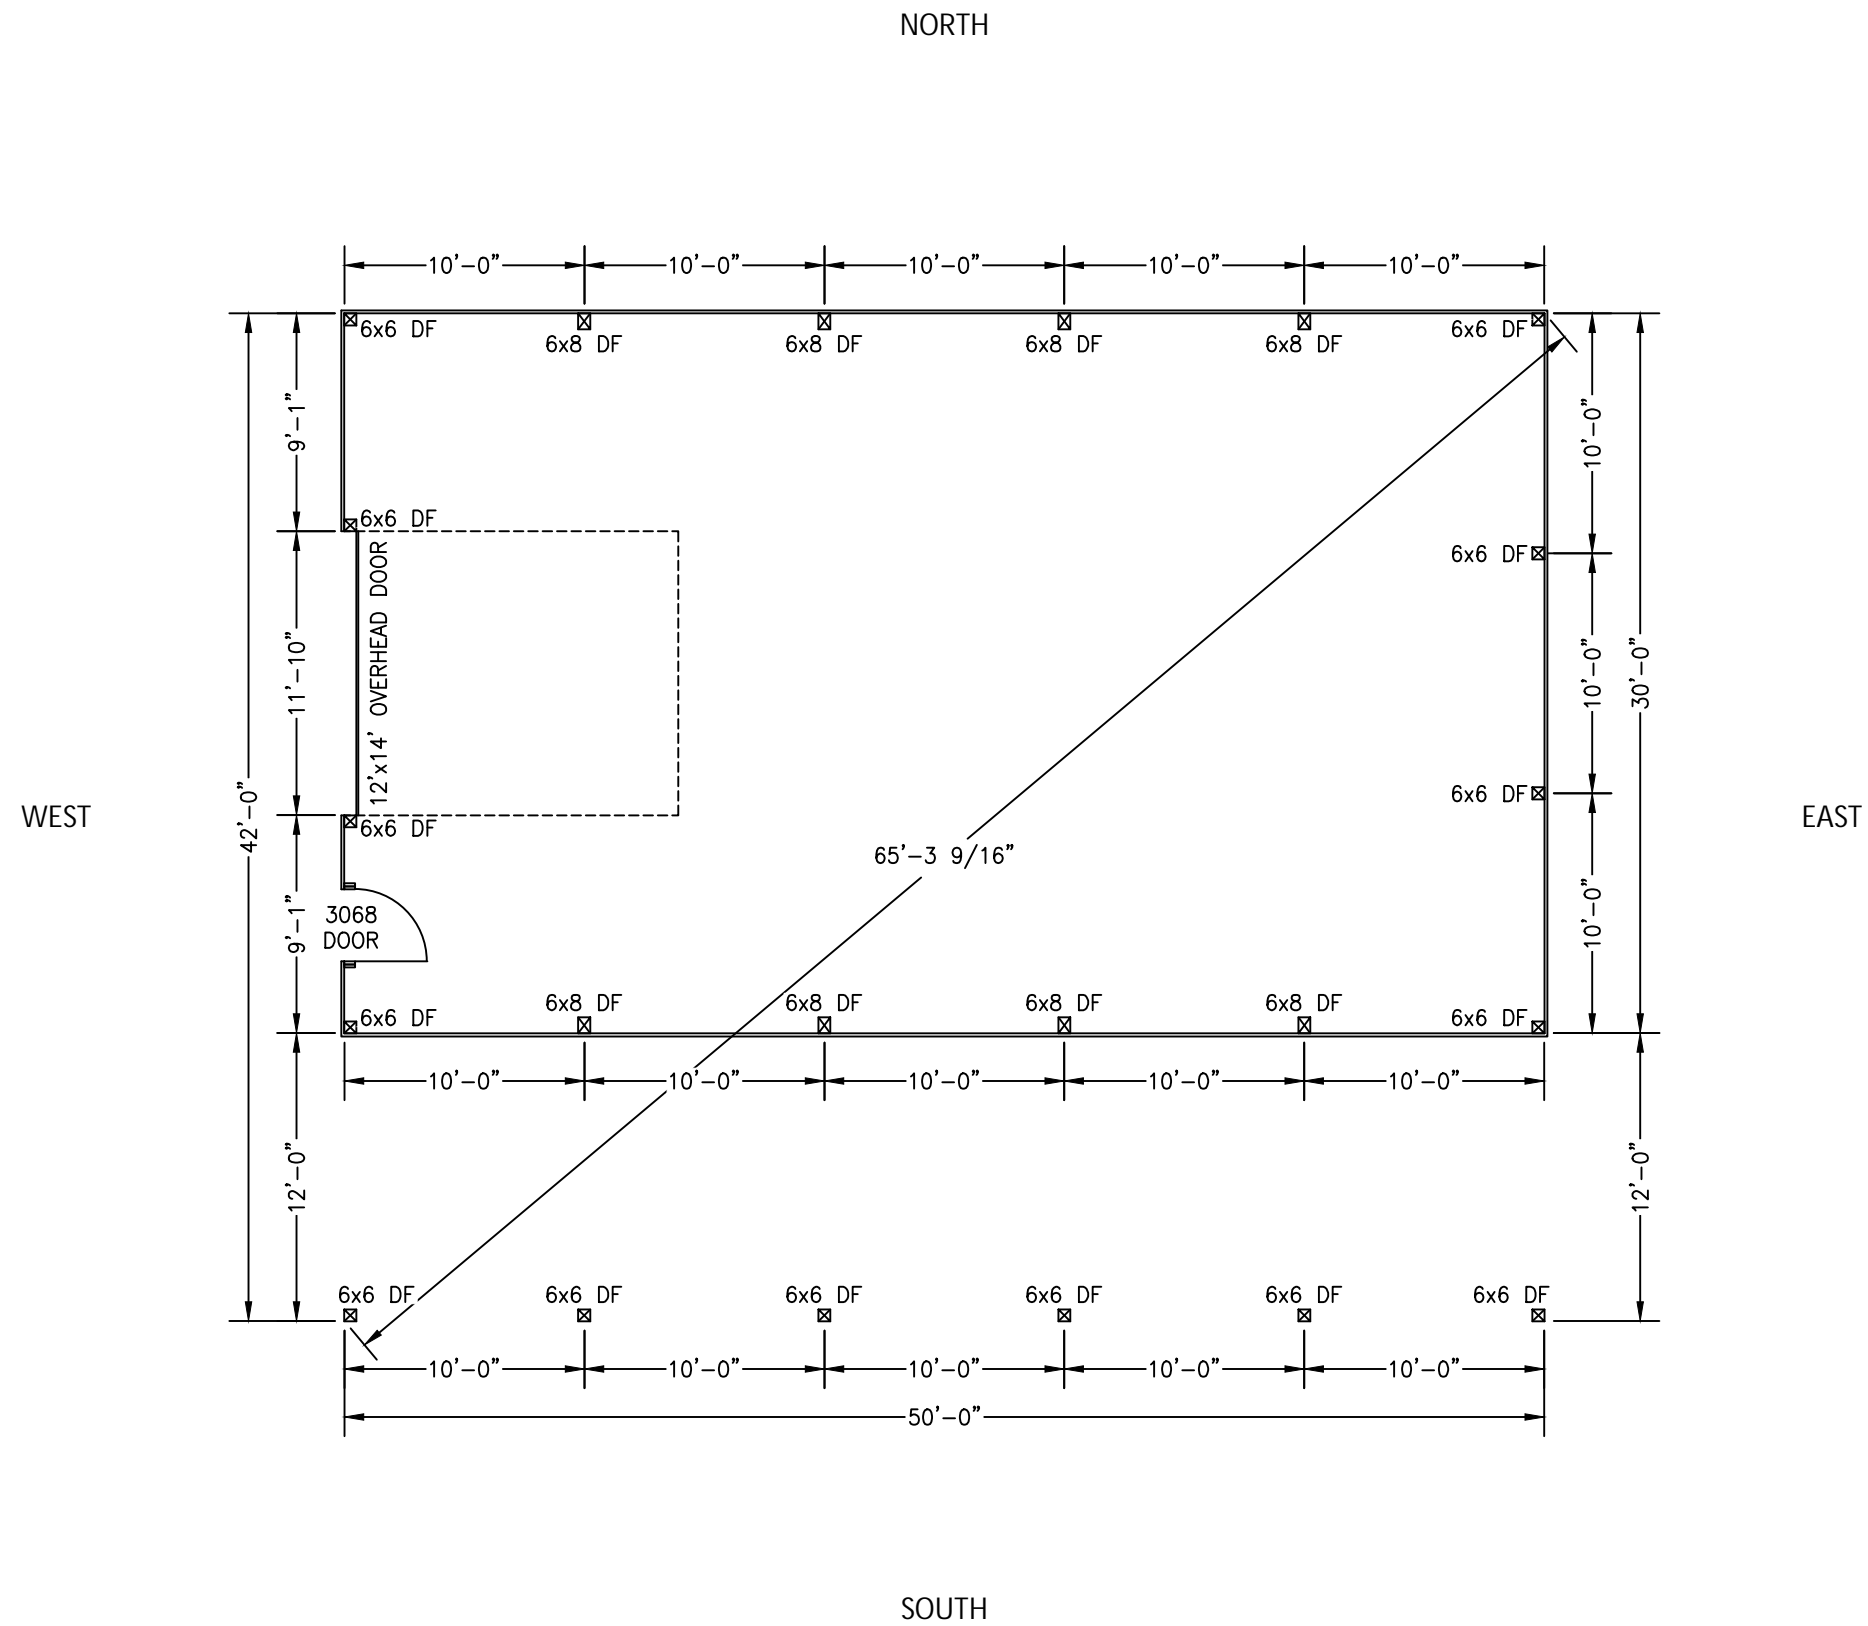 NORTH
10'-0" 10'-0" 10'-0" 10'-0" 10'-0"
6x6 DF 6x8 DF 6x8 DF 6x8 DF 6x8 DF 6x6 DF
9'-1"
10'-0"
6x6 DF
12'x14' OVERHEAD DOOR
6x6 DF
11'-10"
10'-0"
30'-0"
42'-0"
6x6 DF
WEST
EAST
6x6 DF
65'-3 9/16"
3068
DOOR
9'-1"
10'-0"
6x6 DF 6x8 DF 6x8 DF 6x8 DF 6x8 DF 6x6 DF
10'-0" 10'-0" 10'-0" 10'-0" 10'-0"
12'-0"
12'-0"
6x6 DF 6x6 DF 6x6 DF 6x6 DF 6x6 DF 6x6 DF
10'-0" 10'-0" 10'-0" 10'-0" 10'-0"
50'-0"
SOUTH